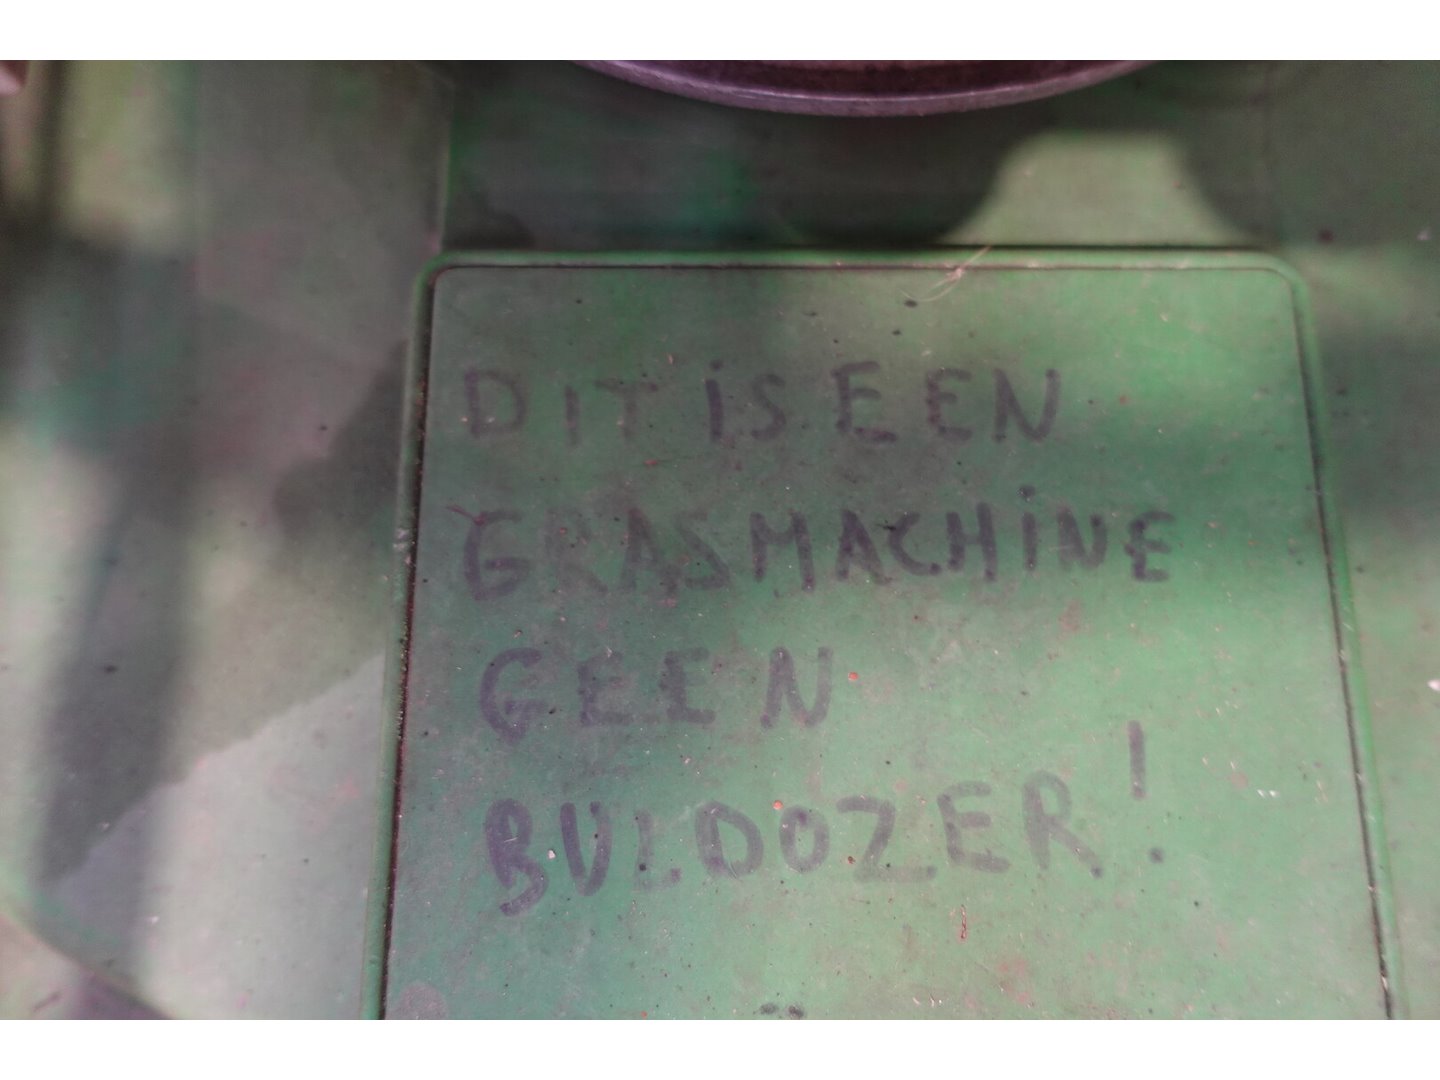 DIT IS EEN
GRASMACHINE
GEEN
BULDOZER!